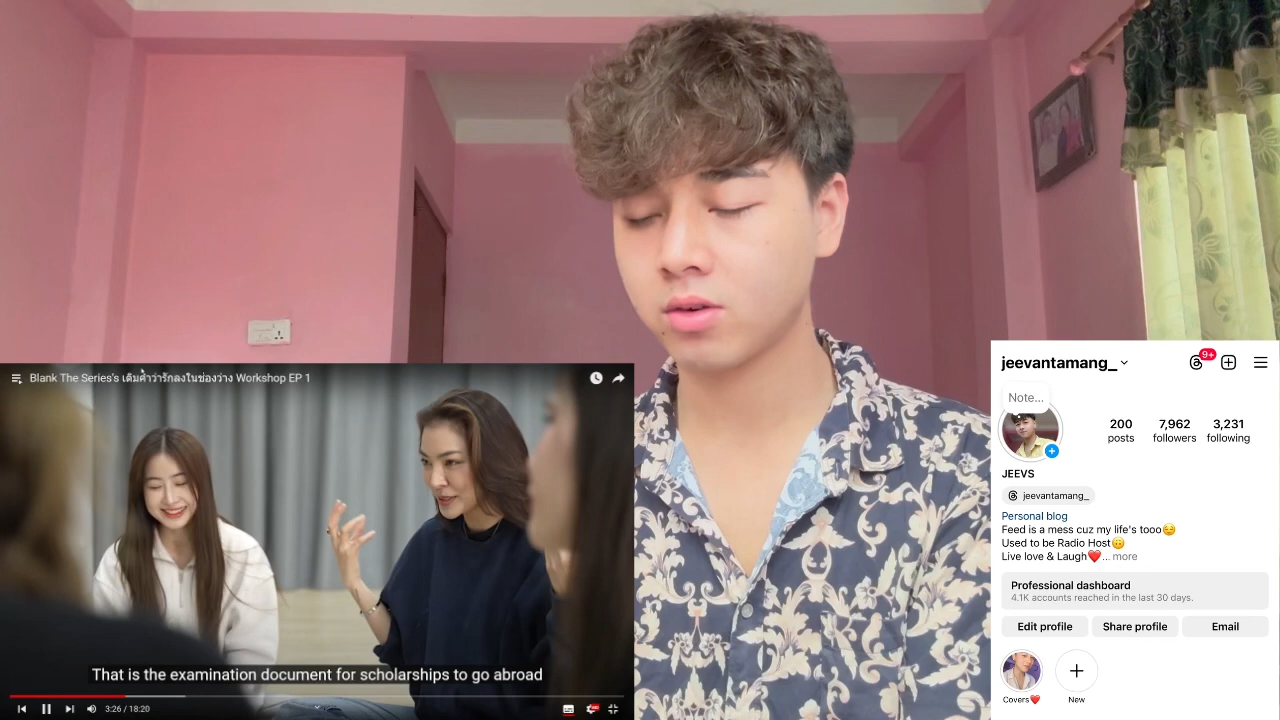 Blank The Series's เติมคำว่ารักลงในช่องว่าง Workshop EP 1
That is the examination document for scholarships to go abroad
3:26 / 18:20
jeevantamang_
9+
Note...
200
posts
7,962
followers
3,231
following
JEEVS
jeevantamang_
Personal blog
Feed is a mess cuz my life's tooo😌
Used to be Radio Host🙂
Live love & Laugh❤️... more
Professional dashboard
4.1K accounts reached in the last 30 days.
Edit profile
Share profile
Email
Covers❤️
New